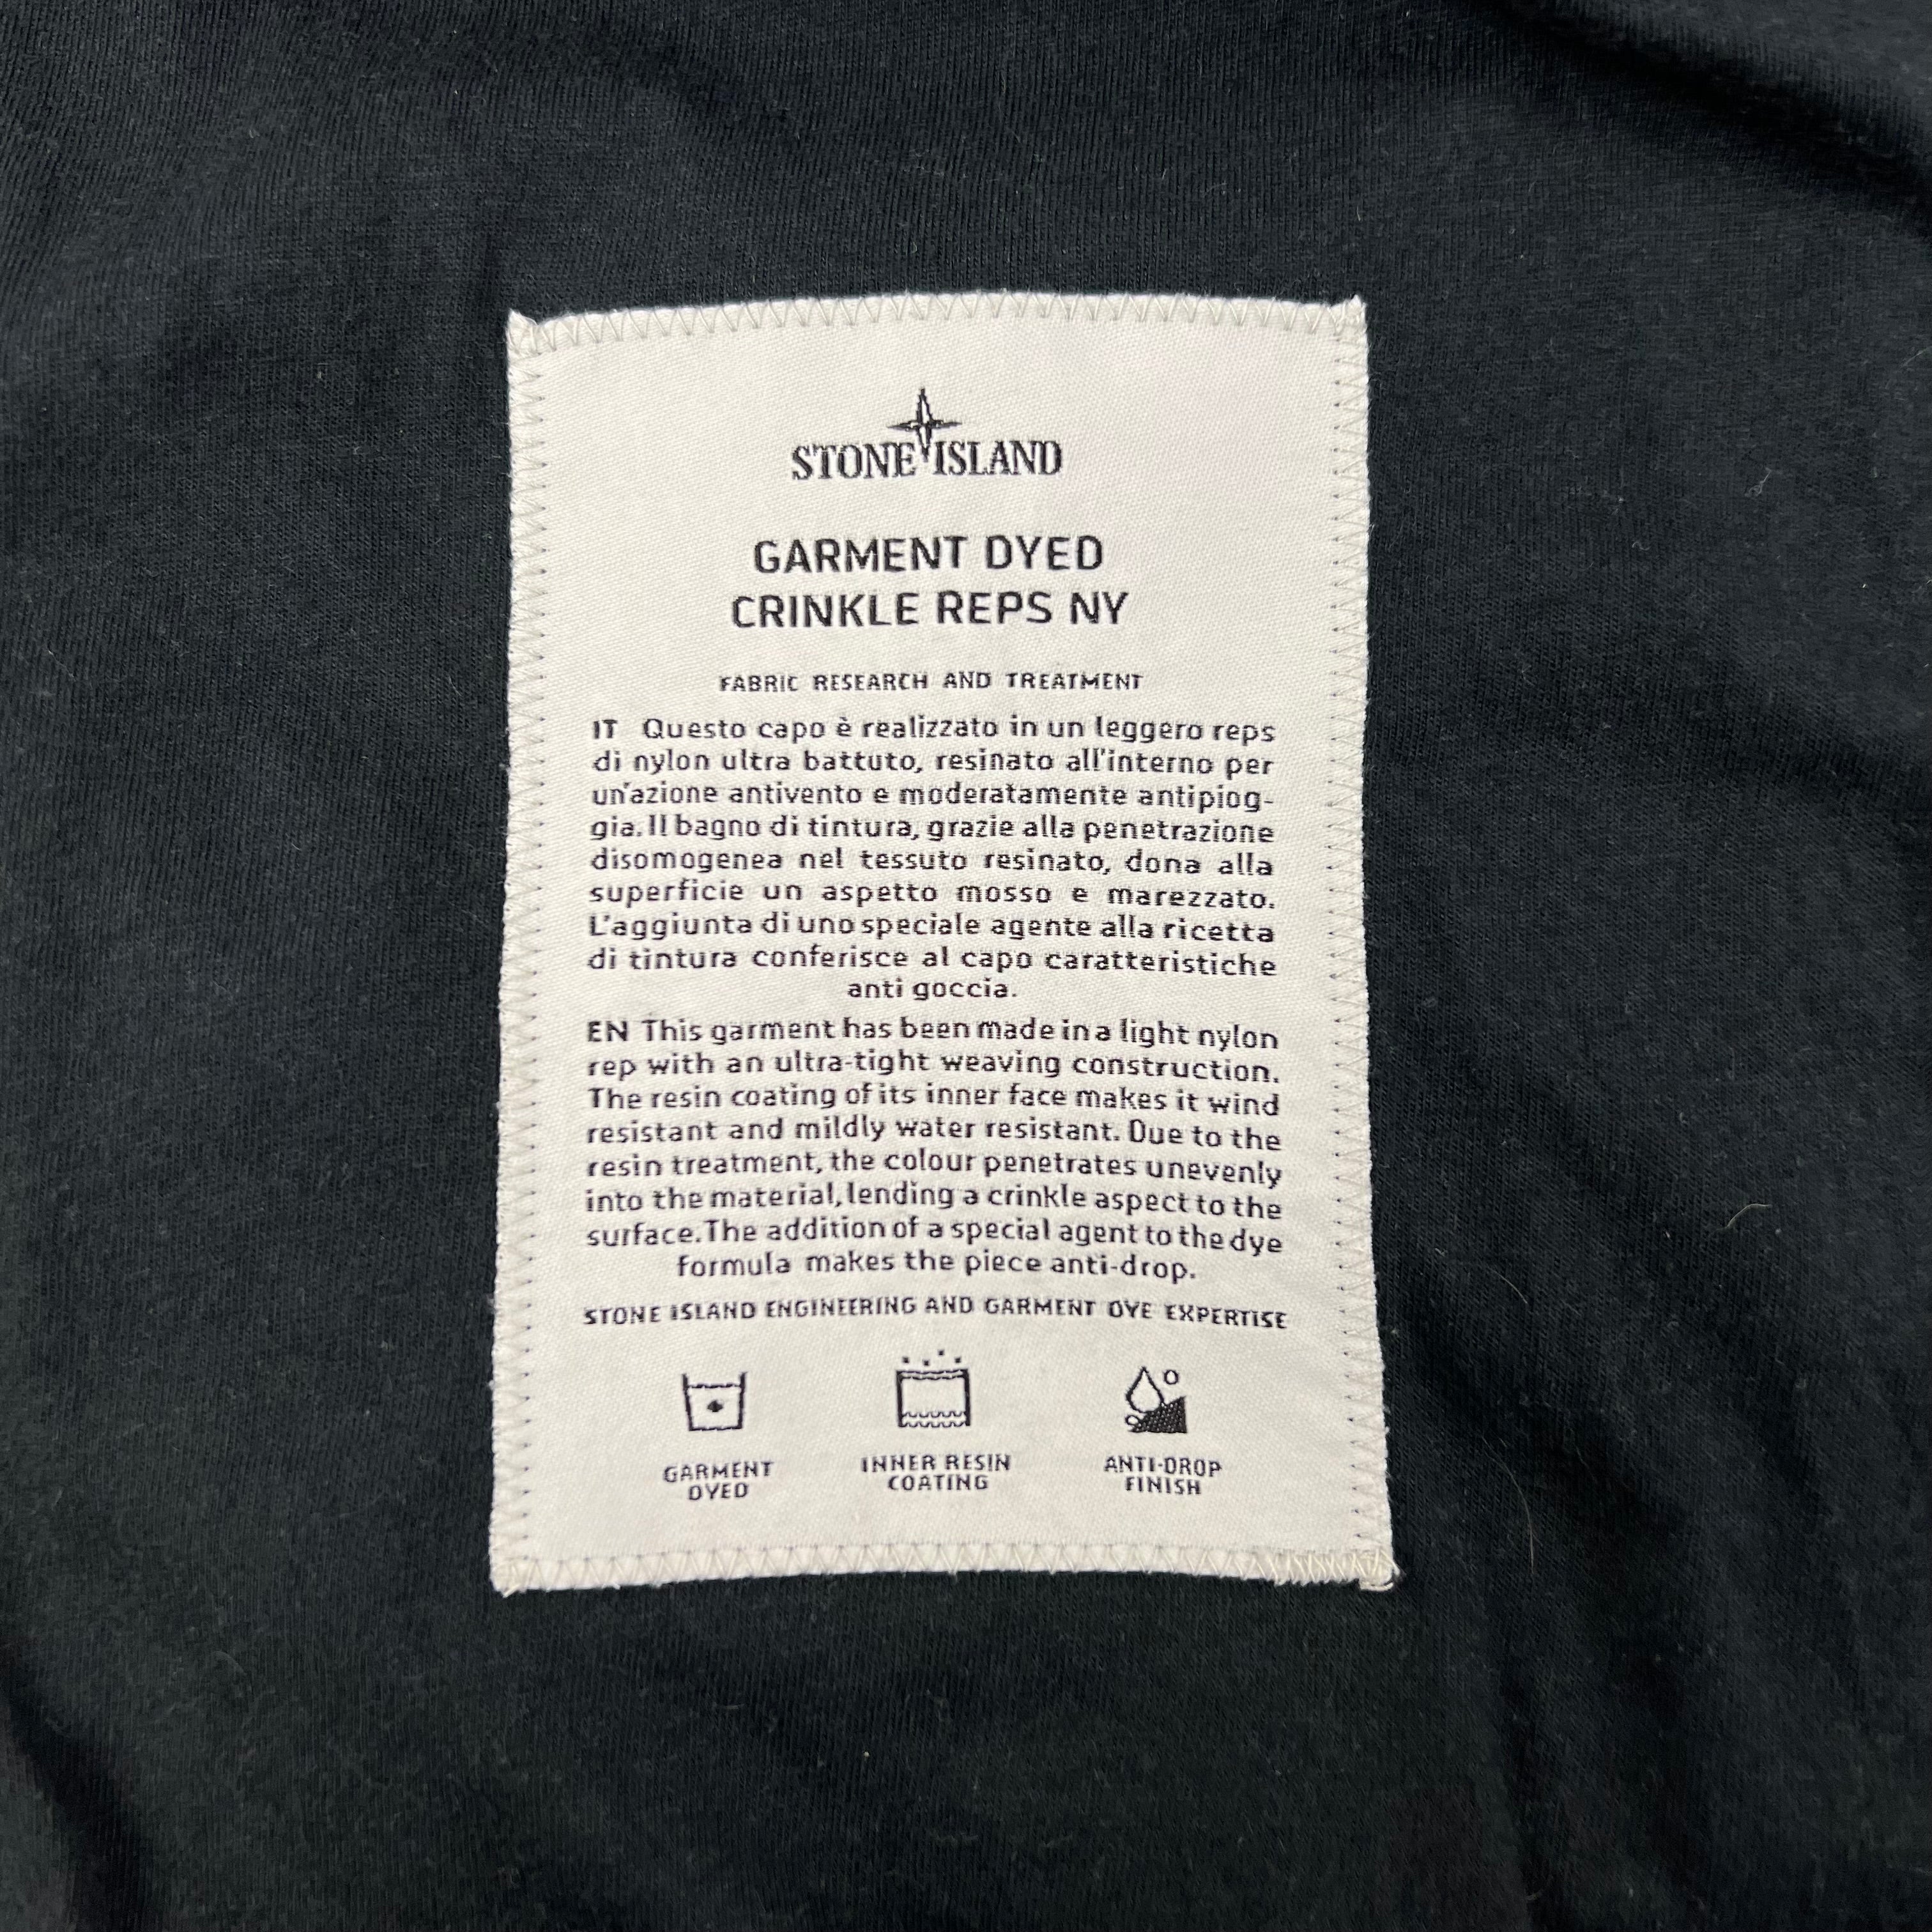 STONE ISLAND
GARMENT DYED
CRINKLE REPS NY
FABRIC RESEARCH AND TREATMENT
IT Questo capo è realizzato in un leggero reps
di nylon ultra battuto, resinato all'interno per
un'azione antivento e moderatamente antipiog-
gia. Il bagno di tintura, grazie alla penetrazione
disomogenea nel tessuto resinato, dona alla
superficie un aspetto mosso e marezzato.
L'aggiunta di uno speciale agente alla ricetta
di tintura conferisce al capo caratteristiche
anti goccia.
EN This garment has been made in a light nylon
rep with an ultra-tight weaving construction.
The resin coating of its inner face makes it wind
resistant and mildly water resistant. Due to the
resin treatment, the colour penetrates unevenly
into the material, lending a crinkle aspect to the
surface. The addition of a special agent to the dye
formula makes the piece anti-drop.
STONE ISLAND ENGINEERING AND GARMENT DYE EXPERTISE
GARMENT
DYED
INNER RESIN
COATING
ANTI-DROP
FINISH